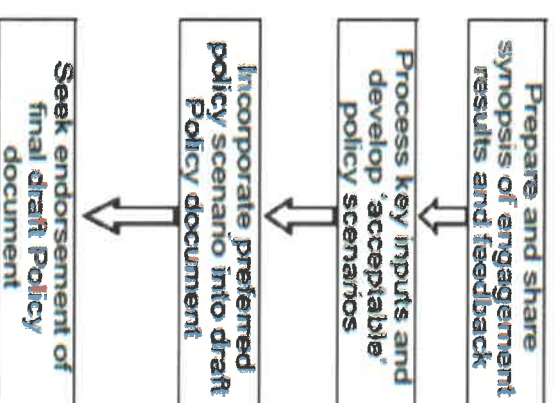 Prepare and share
synopsis of engagement
results and feedback
Process key inputs and
develop 'acceptable'
policy scenarios
Incorporate preferred
policy scenario into draft
Policy document
Seek endorsement of
final draft Policy
document